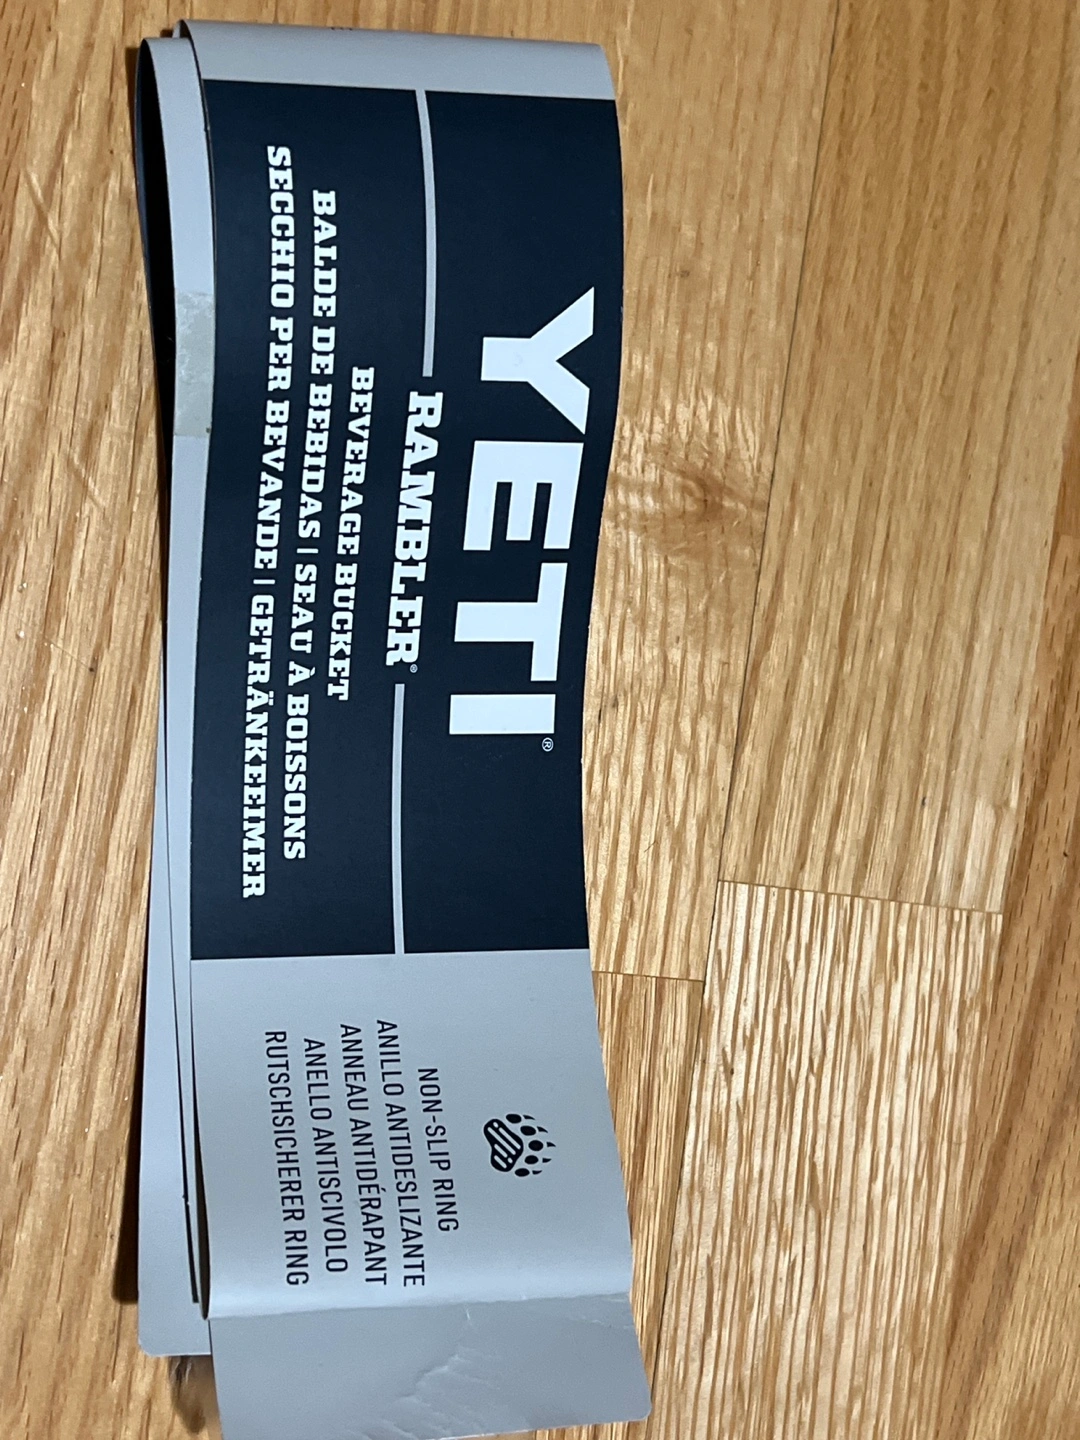 YETI®
RAMBLER®
BEVERAGE BUCKET
BALDE DE BEBIDAS | SEAU À BOISSONS
SECCHIO PER BEVANDE | GETRÄNKEEIMER
NON-SLIP RING
ANILLO ANTIDESLIZANTE
ANNEAU ANTIDÉRAPANT
ANELLO ANTISCIVOLO
RUTSCHSICHERER RING